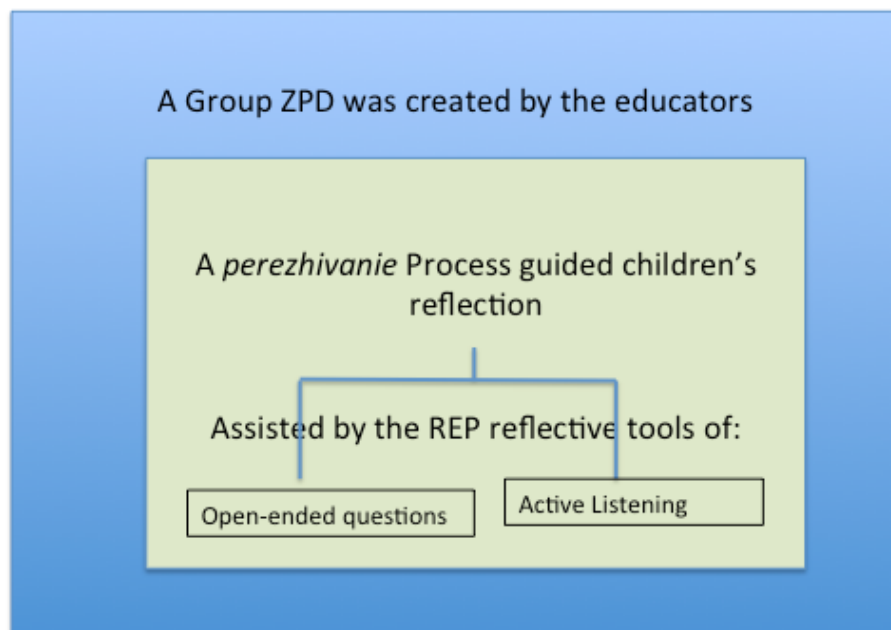 A Group ZPD was created by the educators
A perezhivanie Process guided children’s
reflection
Assisted by the REP reflective tools of:
Open-ended questions
Active Listening